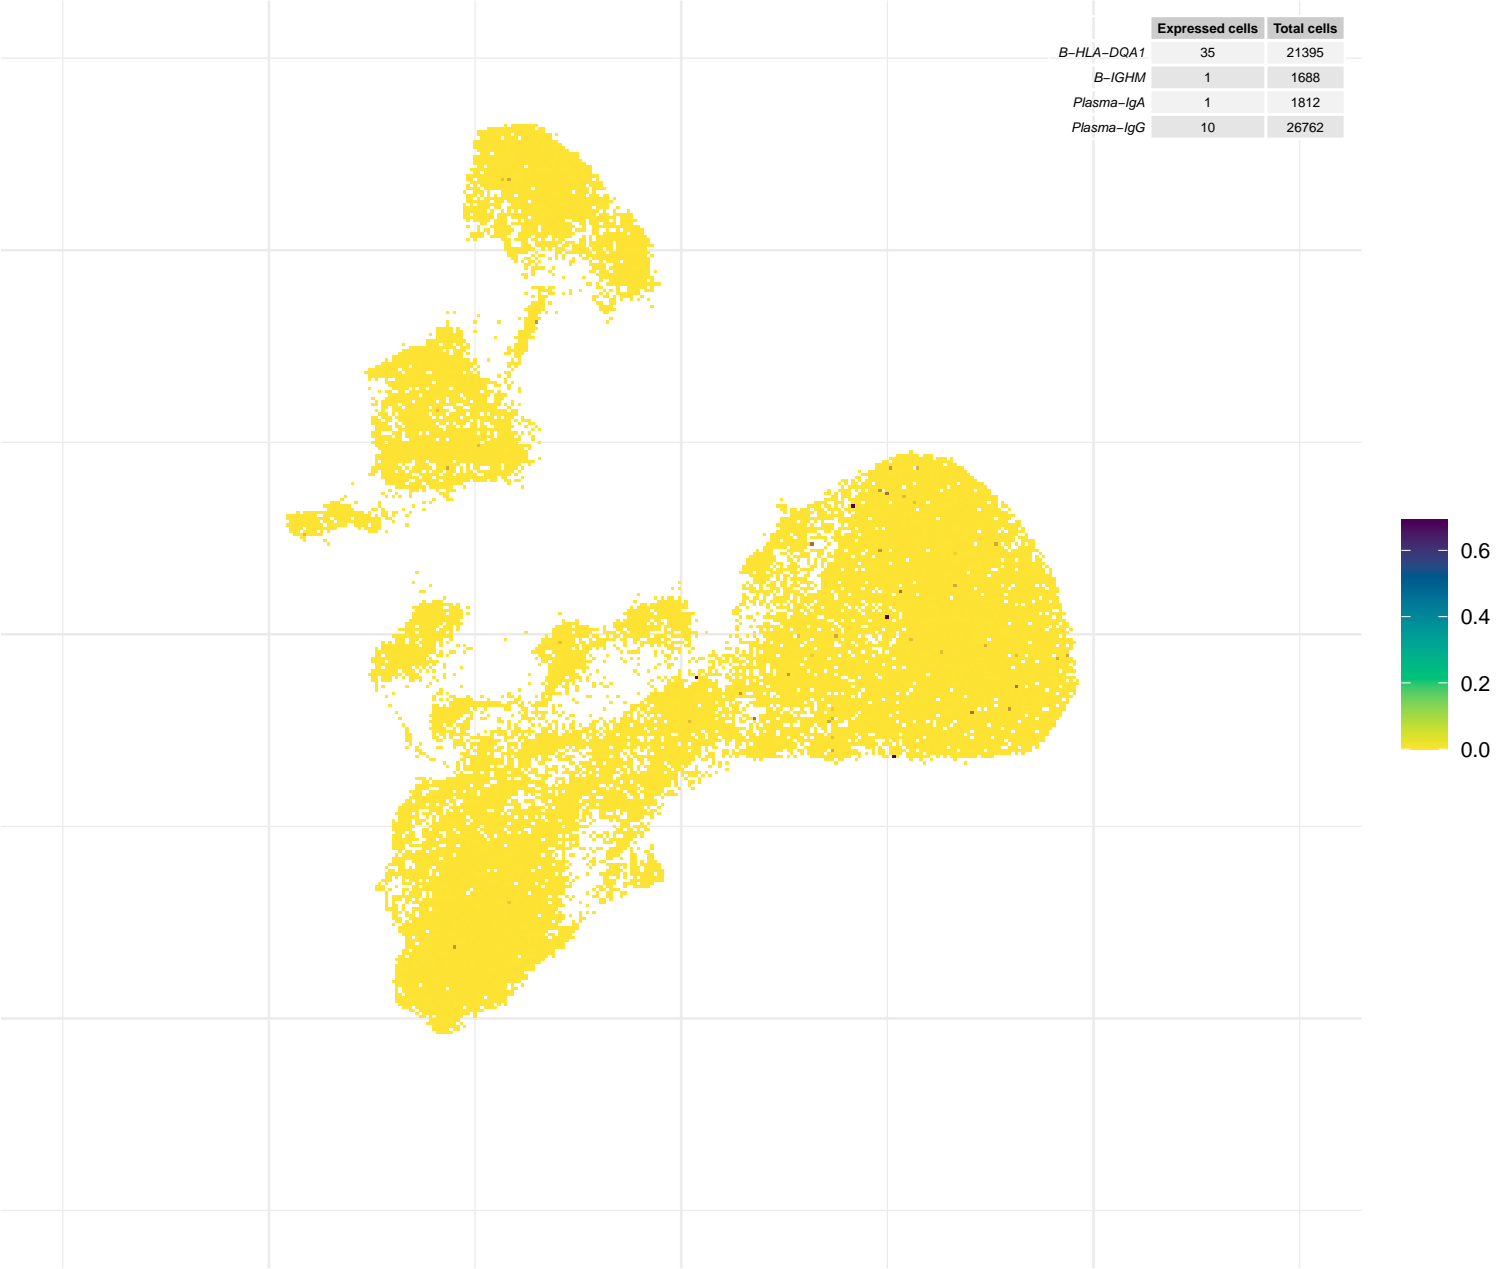 Expressed cells Total cells
B−HLA−DQA1 35 21395
B−IGHM 1 1688
Plasma−IgA 1 1812
Plasma−IgG 10 26762
0.6
0.4
0.2
0.0